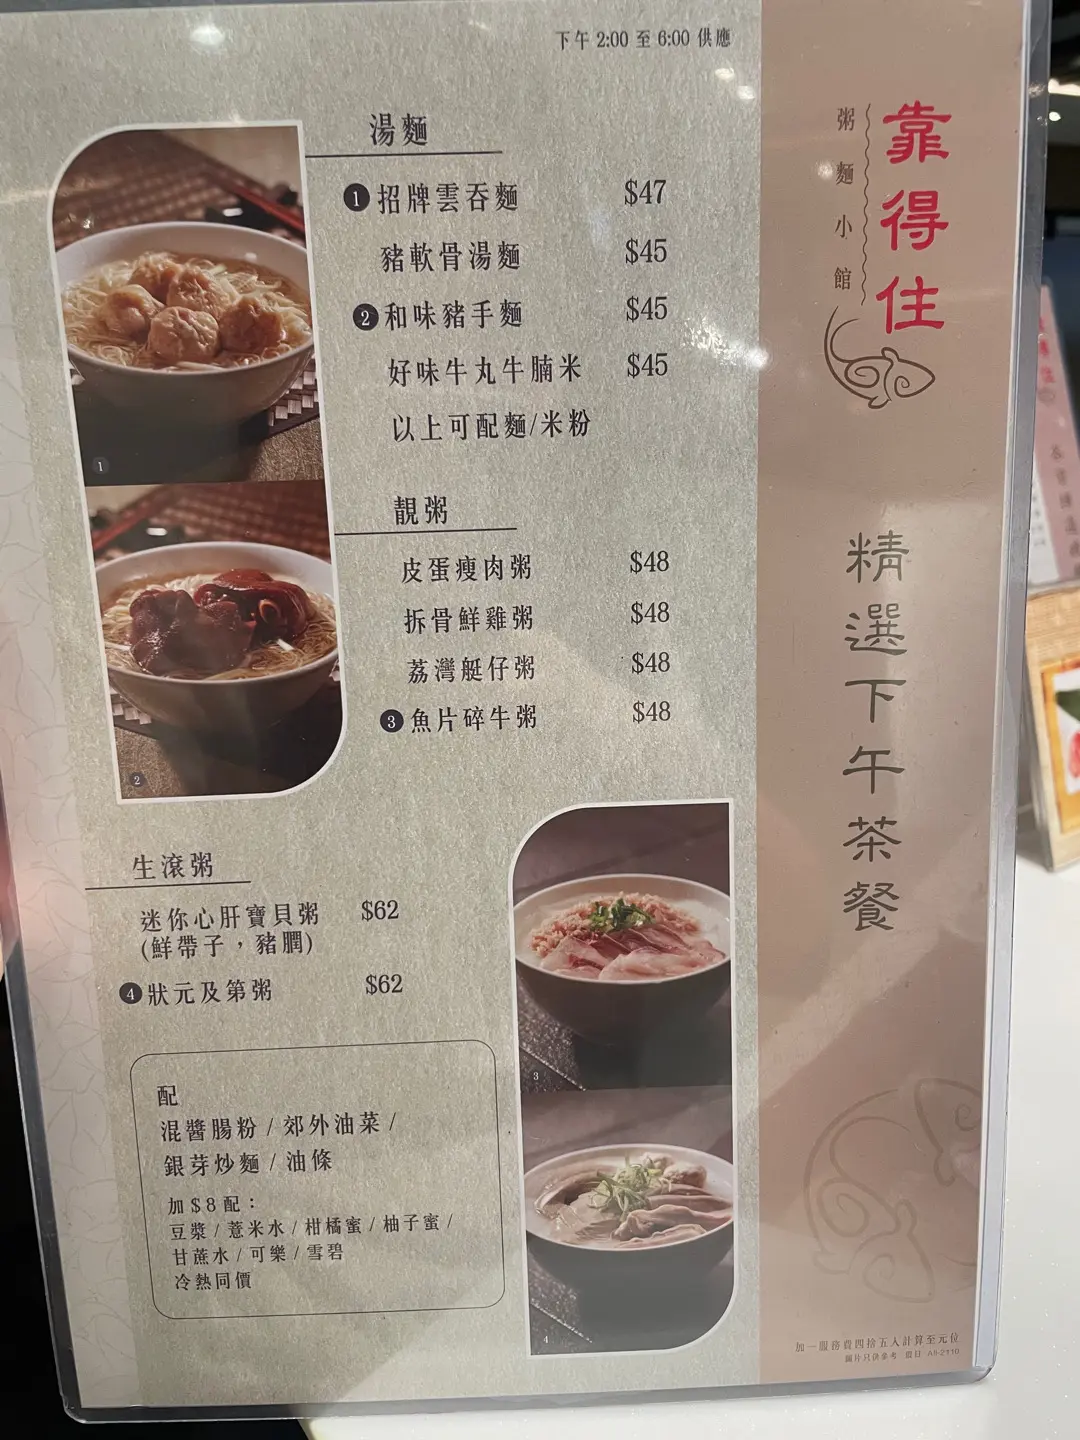 下午 2:00 至 6:00 供應
靠得住
粥麵小館
精選下午茶餐
湯麵
1 招牌雲吞麵 $47
豬軟骨湯麵 $45
2 和味豬手麵 $45
好味牛丸牛腩米 $45
以上可配麵/米粉
靚粥
皮蛋瘦肉粥 $48
拆骨鮮雞粥 $48
荔灣艇仔粥 $48
3 魚片碎牛粥 $48
1
2
生滾粥
迷你心肝寶貝粥 $62
(鮮帶子，豬膶)
4 狀元及第粥 $62
3
4
配
混醬腸粉 / 郊外油菜 /
銀芽炒麵 / 油條
加 $8 配：
豆漿 / 薏米水 / 柑橘蜜 / 柚子蜜 /
甘蔗水 / 可樂 / 雪碧
冷熱同價
加一服務費四捨五入計算至元位
圖片只供參考 AS-2110